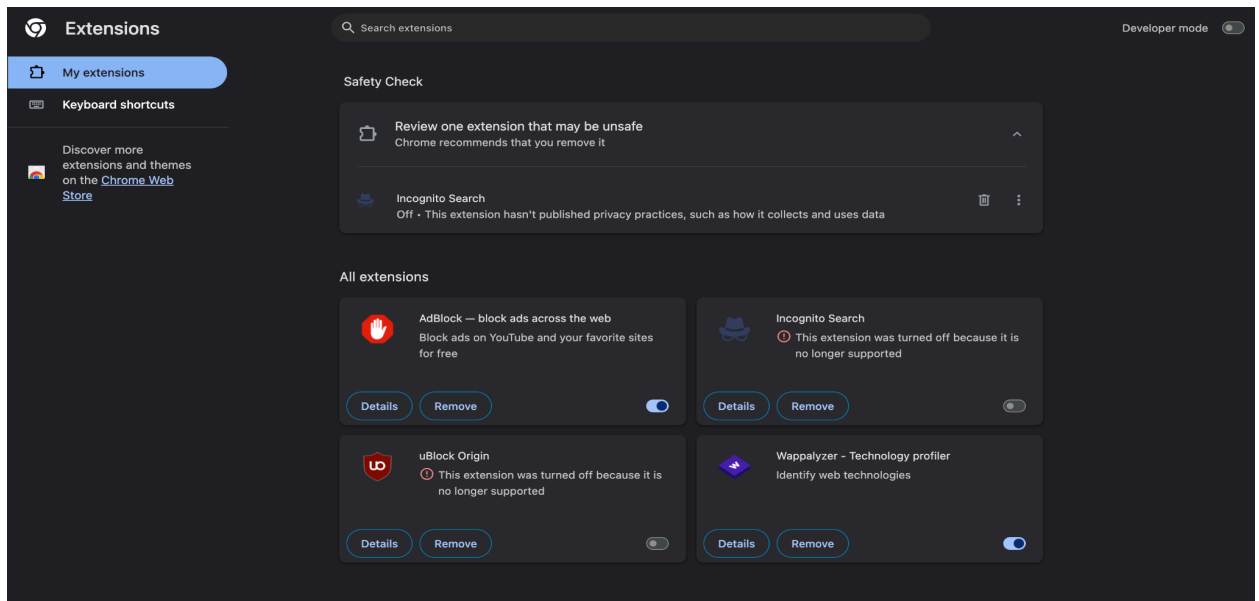 Extensions
Search extensions
Developer mode
My extensions
Keyboard shortcuts
Discover more
extensions and themes
on the Chrome Web
Store
Safety Check
Review one extension that may be unsafe
Chrome recommends that you remove it
Incognito Search
Off • This extension hasn't published privacy practices, such as how it collects and uses data
All extensions
AdBlock — block ads across the web
Block ads on YouTube and your favorite sites
for free
Details
Remove
Incognito Search
This extension was turned off because it is
no longer supported
Details
Remove
uBlock Origin
This extension was turned off because it is
no longer supported
Details
Remove
Wappalyzer - Technology profiler
Identify web technologies
Details
Remove